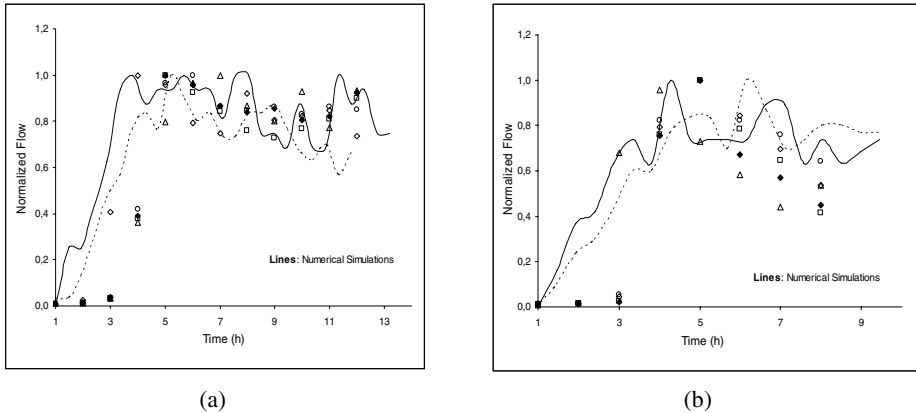 1,2
1,0
0,8
0,6
0,4
0,2
0,0
Normalized Flow
Lines: Numerical Simulations
1 3 5 7 9 11 13
Time (h)
(a)
1,2
1,0
0,8
0,6
0,4
0,2
0,0
Normalized Flow
Lines: Numerical Simulations
1 3 5 7 9
Time (h)
(b)